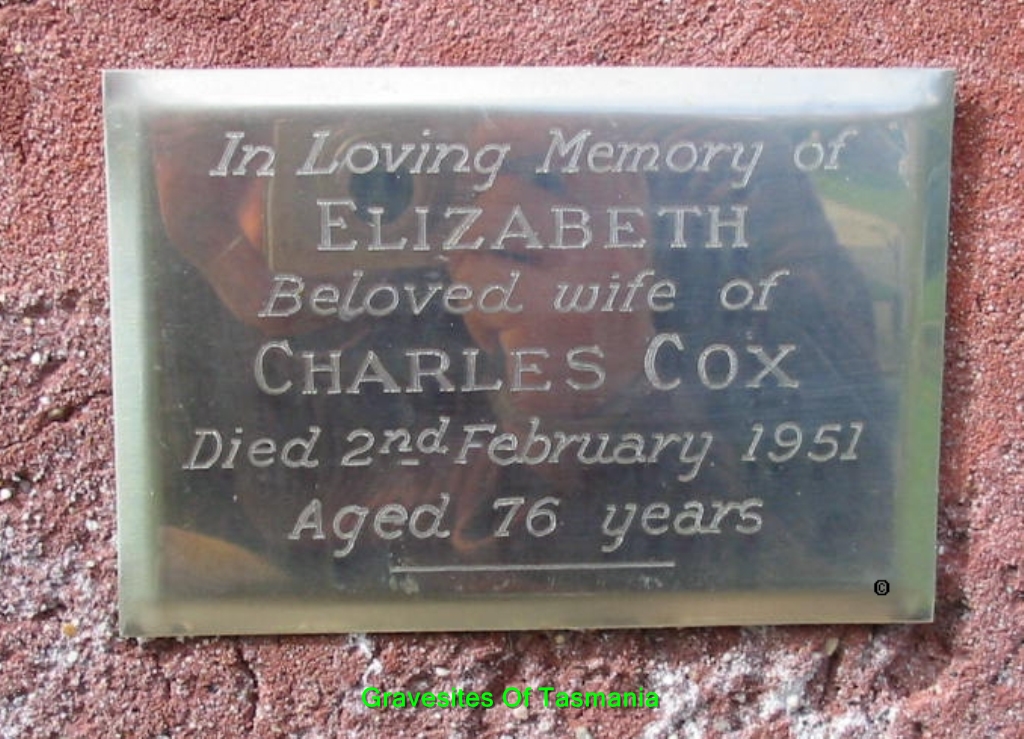 In Loving Memory of
ELIZABETH
Beloved wife of
CHARLES COX
Died 2nd February 1951
Aged 76 years
©
Gravesites Of Tasmania